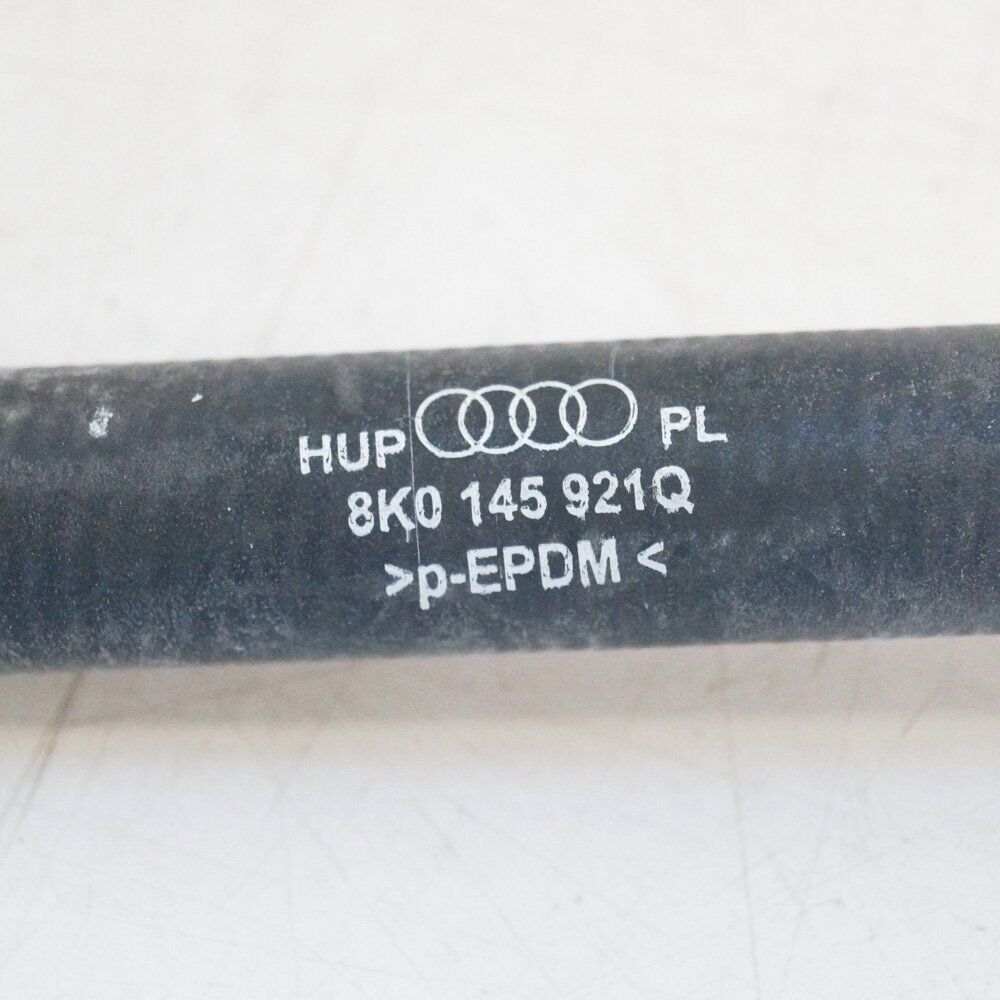 HUP PL
8K0 145 921Q
>p-EPDM<